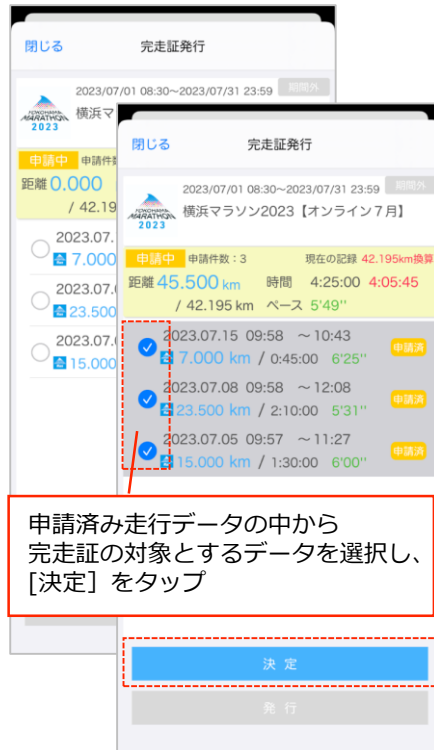 閉じる 完走証発行
2023/07/01 08:30~2023/07/31 23:59 期間外
YOKOHAMA
MARATHON
2023
横浜マ
申請中 申請件
距離 0.000
/ 42.19
2023.07.
7.000
2023.07.0
23.500
2023.07.0
15.000
閉じる 完走証発行
2023/07/01 08:30~2023/07/31 23:59 期間外
YOKOHAMA
MARATHON
2023
横浜マラソン2023【オンライン7月】
申請中 申請件数:3 現在の記録 42.195km換算
距離 45.500 km 時間 4:25:00 4:05:45
/ 42.195 km ペース 5'49''
2023.07.15 09:58 ～10:43
7.000 km / 0:45:00 6'25'' 申請済
2023.07.08 09:58 ～12:08
23.500 km / 2:10:00 5'31'' 申請済
2023.07.05 09:57 ～11:27
15.000 km / 1:30:00 6'00'' 申請済
申請済み走行データの中から
完走証の対象とするデータを選択し、
[決定］をタップ
決 定
発 行